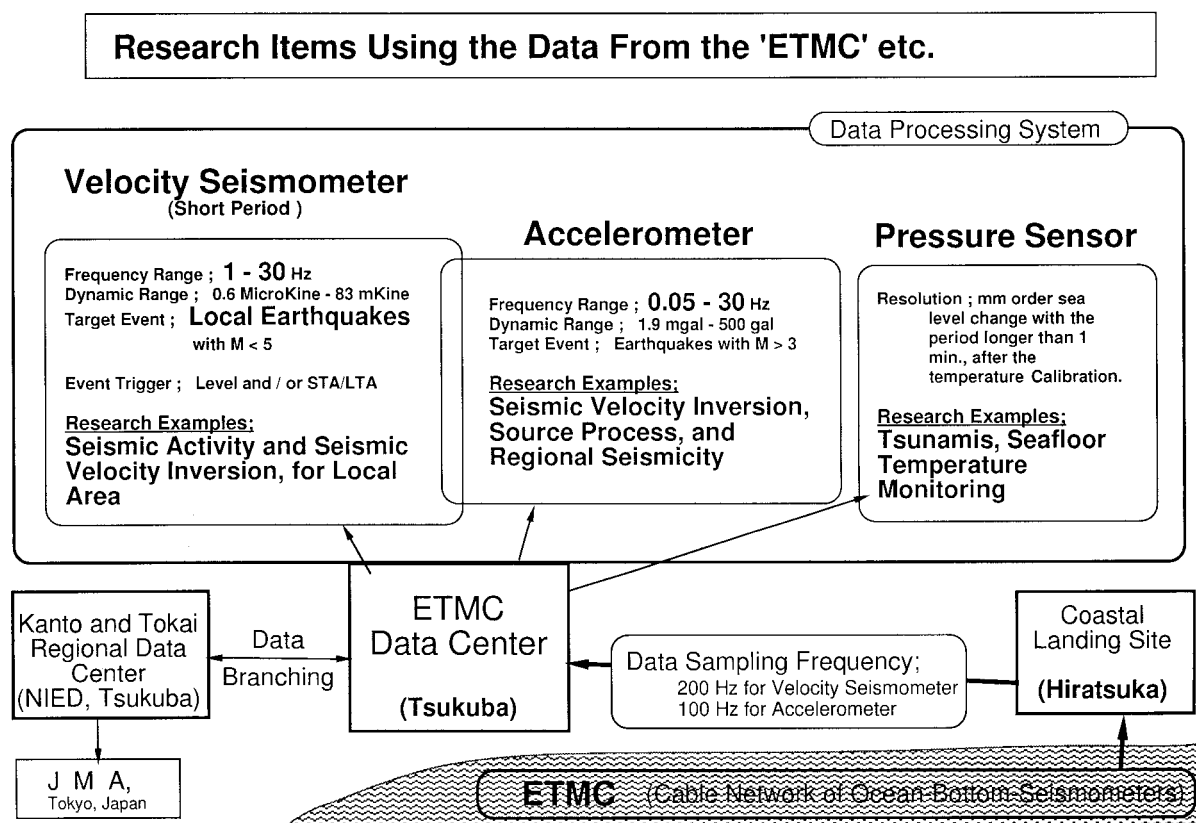 Research Items Using the Data From the 'ETMC' etc.
Data Processing System
Velocity Seismometer
(Short Period )
Frequency Range ; 1 - 30 Hz
Dynamic Range ; 0.6 MicroKine - 83 mKine
Target Event ; Local Earthquakes
with M < 5
Event Trigger ; Level and / or STA/LTA
Research Examples;
Seismic Activity and Seismic
Velocity Inversion, for Local
Area
Accelerometer
Frequency Range ; 0.05 - 30 Hz
Dynamic Range ; 1.9 mgal - 500 gal
Target Event ; Earthquakes with M > 3
Research Examples;
Seismic Velocity Inversion,
Source Process, and
Regional Seismicity
Pressure Sensor
Resolution ; mm order sea
level change with the
period longer than 1
min., after the
temperature Calibration.
Research Examples;
Tsunamis, Seafloor
Temperature
Monitoring
Kanto and Tokai
Regional Data
Center
(NIED, Tsukuba)
Data
Branching
ETMC
Data Center
(Tsukuba)
Data Sampling Frequency;
200 Hz for Velocity Seismometer
100 Hz for Accelerometer
Coastal
Landing Site
(Hiratsuka)
J M A,
Tokyo, Japan
ETMC (Cable Network of Ocean-Bottom-Seismometers)